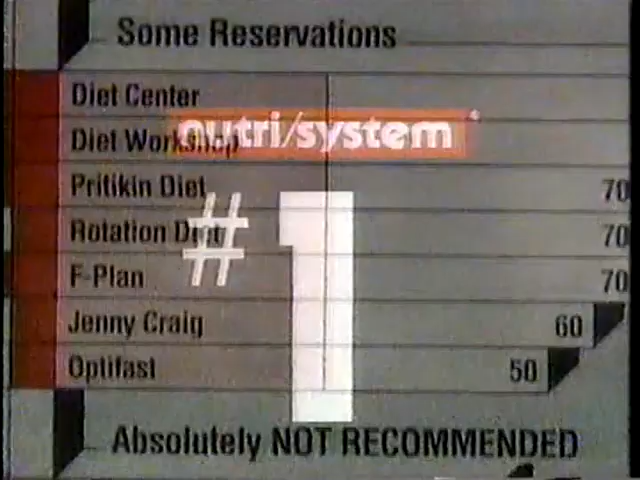 Some Reservations
Diet Center
nutri/system®
Diet Workshop
Pritikin Diet 70
Rotation Diet 70
#1
F-Plan 70
Jenny Craig 60
Optifast 50
Absolutely NOT RECOMMENDED